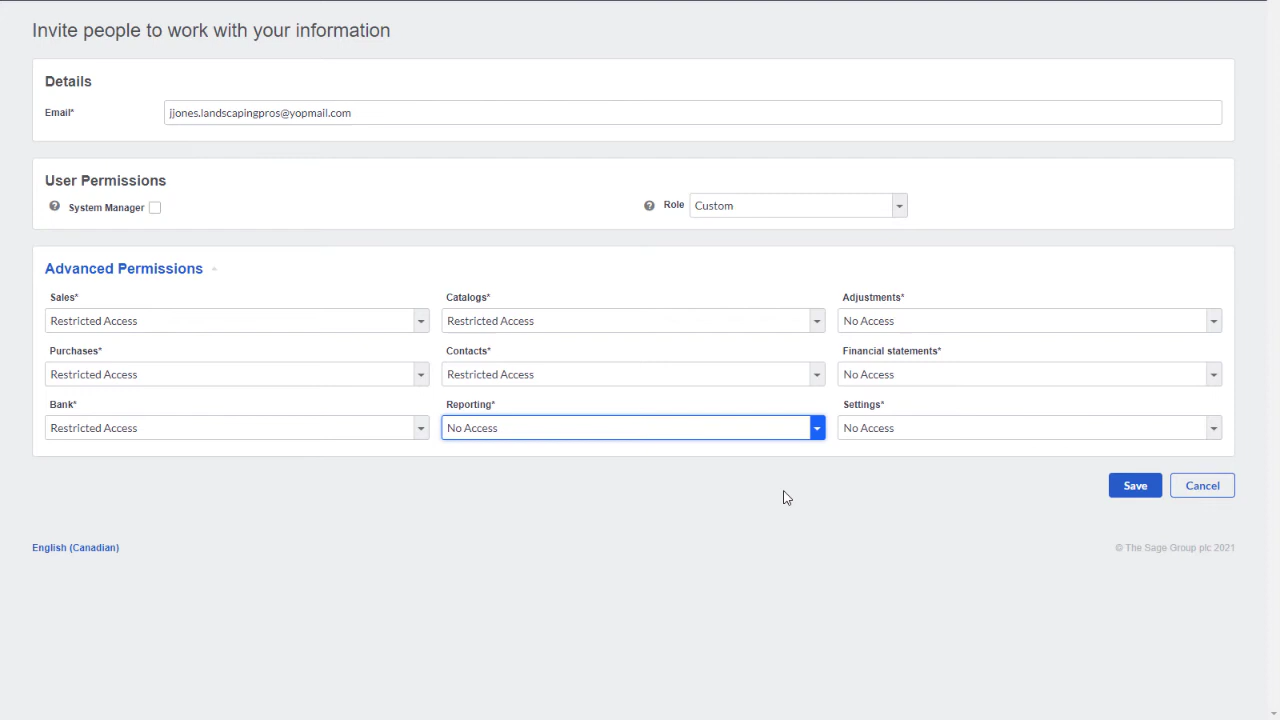 Invite people to work with your information
Details
Email*
jjones.landscapingpros@yopmail.com
User Permissions
System Manager
Role
Custom
Advanced Permissions
Sales*
Catalogs*
Adjustments*
Restricted Access
Restricted Access
No Access
Purchases*
Contacts*
Financial statements*
Restricted Access
Restricted Access
No Access
Bank*
Reporting*
Settings*
Restricted Access
No Access
No Access
Save
Cancel
English (Canadian)
© The Sage Group plc 2021